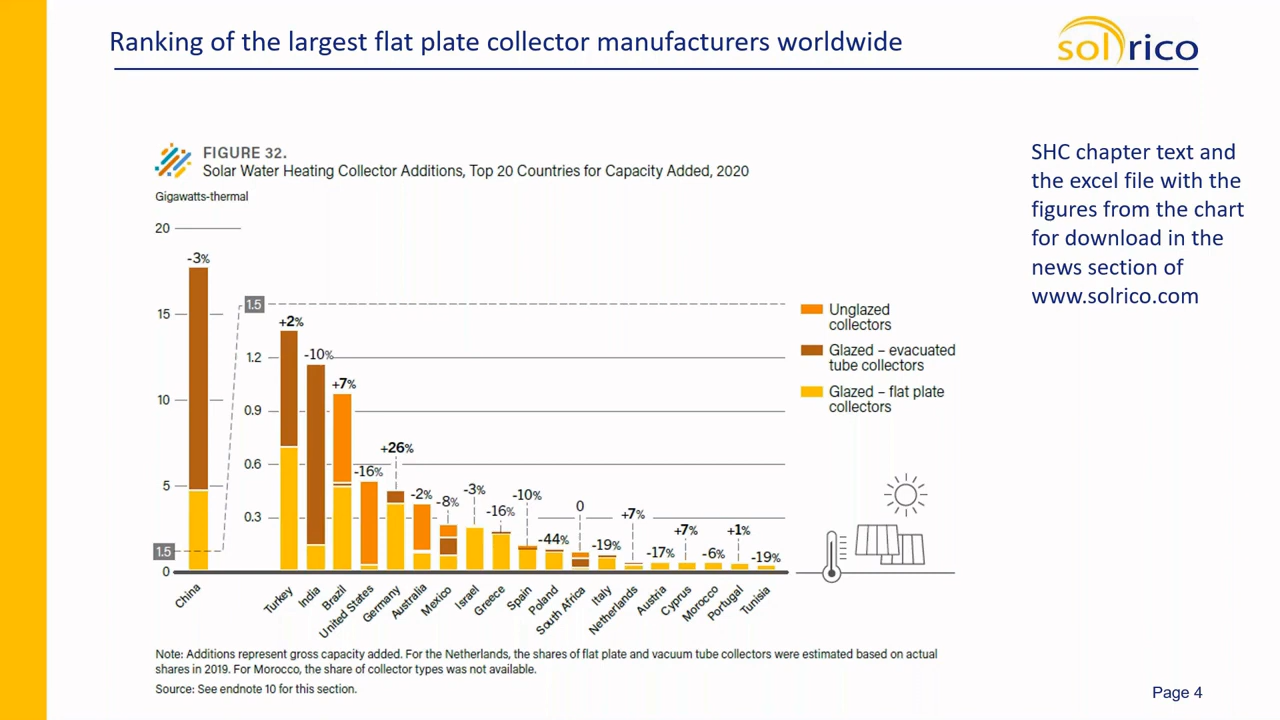 Ranking of the largest flat plate collector manufacturers worldwide
solrico
FIGURE 32.
Solar Water Heating Collector Additions, Top 20 Countries for Capacity Added, 2020
Gigawatts-thermal
20
15
10
5
1.5
0
-3%
1.5
1.2
0.9
0.6
0.3
+2%
-10%
+7%
-16%
+26%
-2%
-8%
-3%
-16%
-10%
-44%
0
-19%
+7%
-17%
+7%
-6%
+1%
-19%
China
Turkey
India
Brazil
United States
Germany
Australia
Mexico
Israel
Greece
Spain
Poland
South Africa
Italy
Netherlands
Austria
Cyprus
Morocco
Portugal
Tunisia
Unglazed
collectors
Glazed – evacuated
tube collectors
Glazed – flat plate
collectors
SHC chapter text and
the excel file with the
figures from the chart
for download in the
news section of
www.solrico.com
Note: Additions represent gross capacity added. For the Netherlands, the shares of flat plate and vacuum tube collectors were estimated based on actual
shares in 2019. For Morocco, the share of collector types was not available.
Source: See endnote 10 for this section.
Page 4